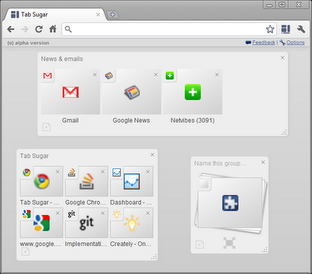 Tab Sugar
(c) alpha version
Feedback | Options
News & emails
Gmail Google News Netvibes (3091)
Tab Sugar
Tab Sugar - ... Google Chro... Dashboard - ...
git
www.google... Implementati... Creately - On...
Name this group...